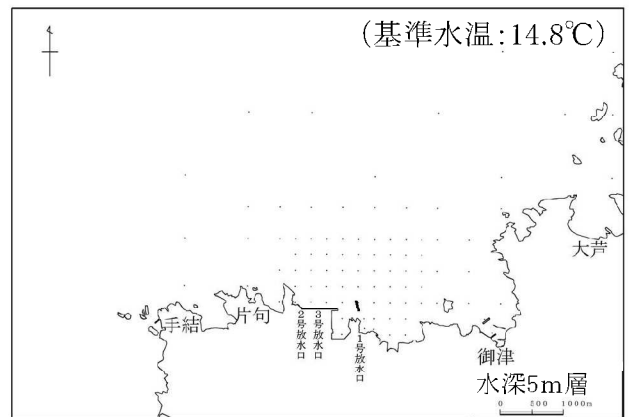 (基準水温:14.8℃)
大芦
手結
片句
2号放水口
3号放水口
1号放水口
御津
水深5m層
0 500 1000m